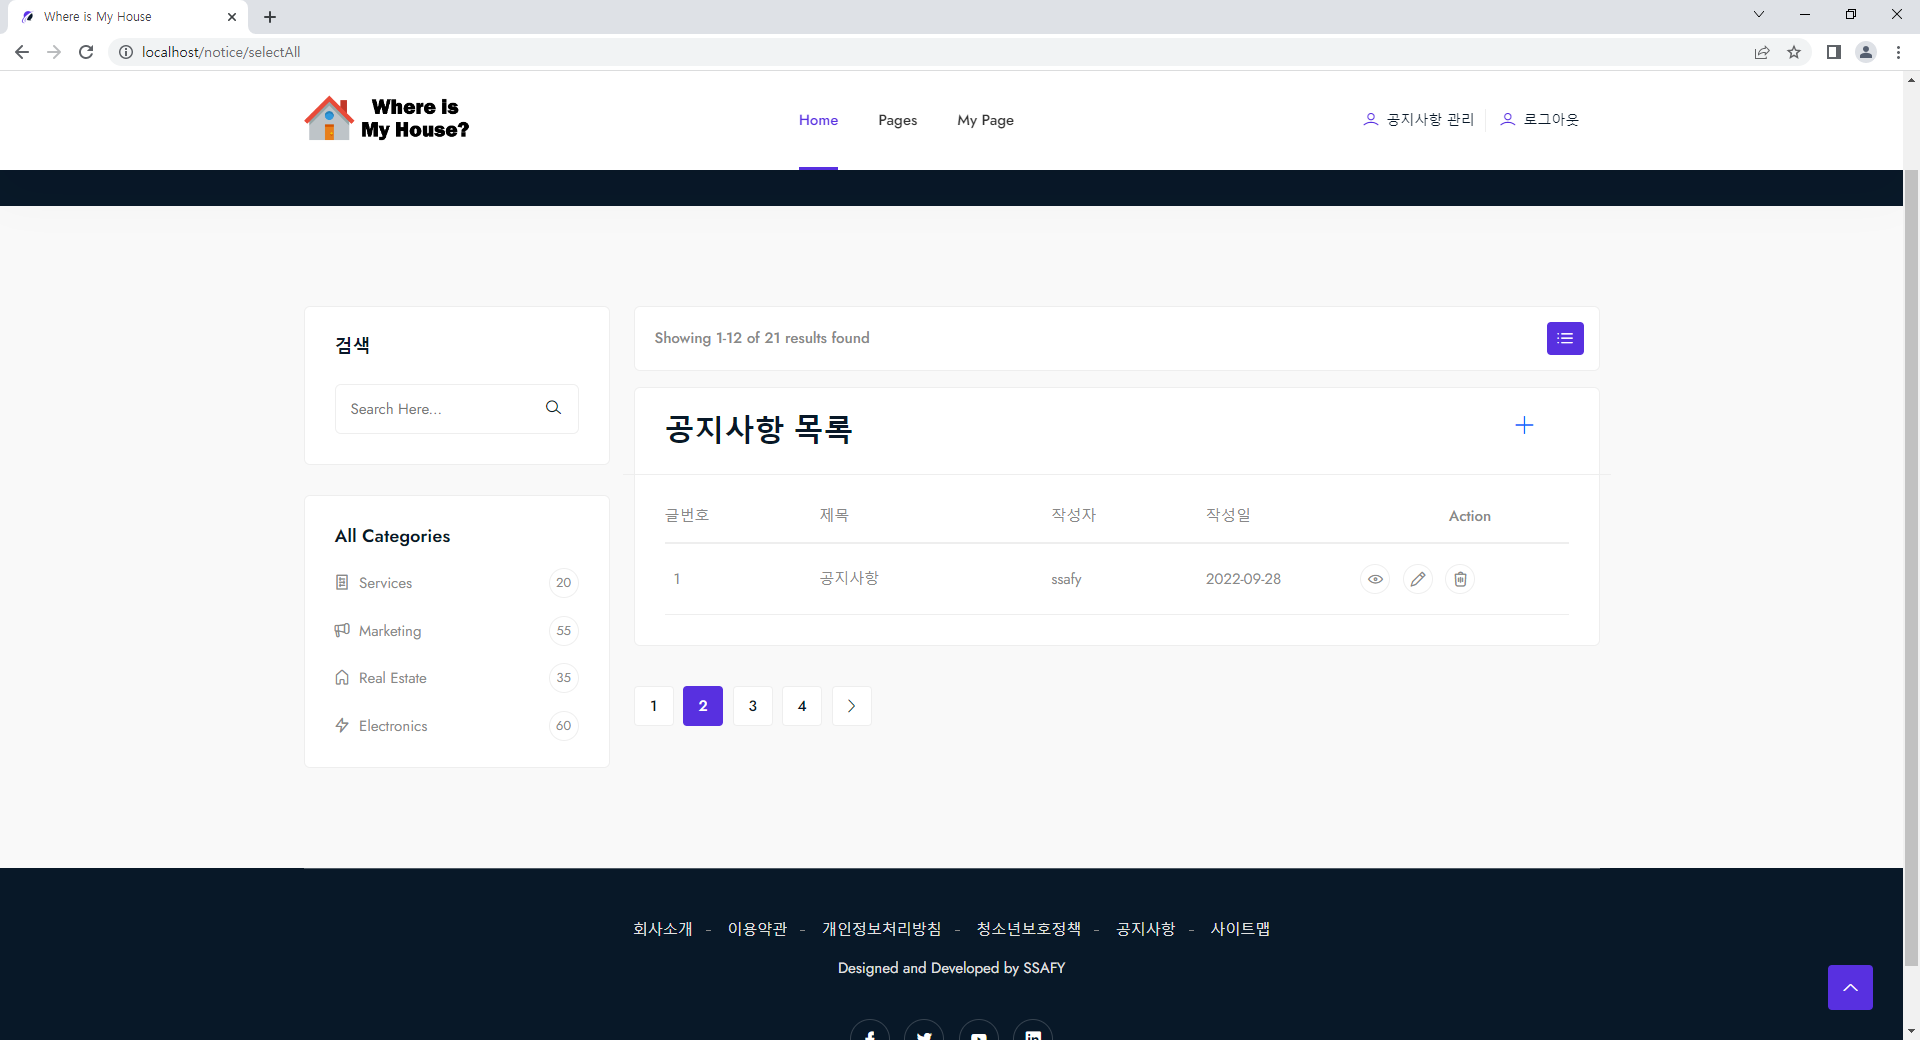 Where is My House
localhost/notice/selectAll
Where is
My House?
Home Pages My Page
공지사항 관리 로그아웃
검색
Search Here...
All Categories
Services 20
Marketing 55
Real Estate 35
Electronics 60
Showing 1-12 of 21 results found
공지사항 목록
글번호 제목 작성자 작성일 Action
1 공지사항 ssafy 2022-09-28
1 2 3 4
회사소개 - 이용약관 - 개인정보처리방침 - 청소년보호정책 - 공지사항 - 사이트맵
Designed and Developed by SSAFY